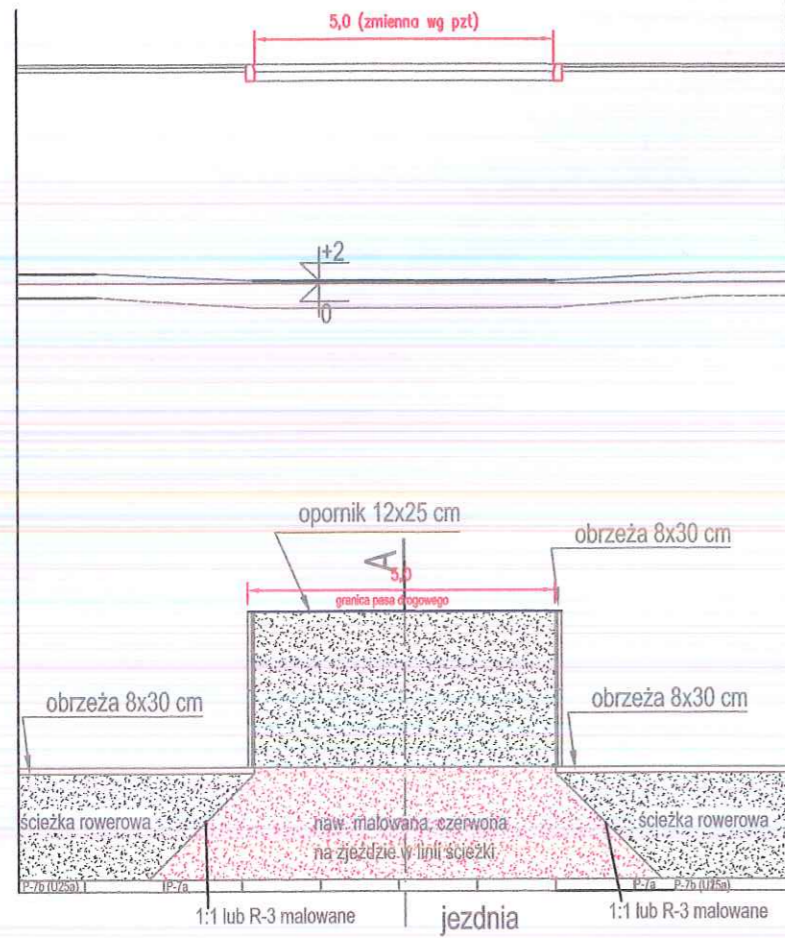 5,0 (zmienna wg pzt)
+2
0
opornik 12x25 cm
obrzeża 8x30 cm
A
5,0
granica pasa drogowego
obrzeża 8x30 cm
obrzeża 8x30 cm
ścieżka rowerowa
naw. malowana, czerwona
na zjeździe w linii ścieżki
ścieżka rowerowa
P-7b (U25a)
P-7a
P-7a
P-7b (U25a)
1:1 lub R-3 malowane
jezdnia
1:1 lub R-3 malowane